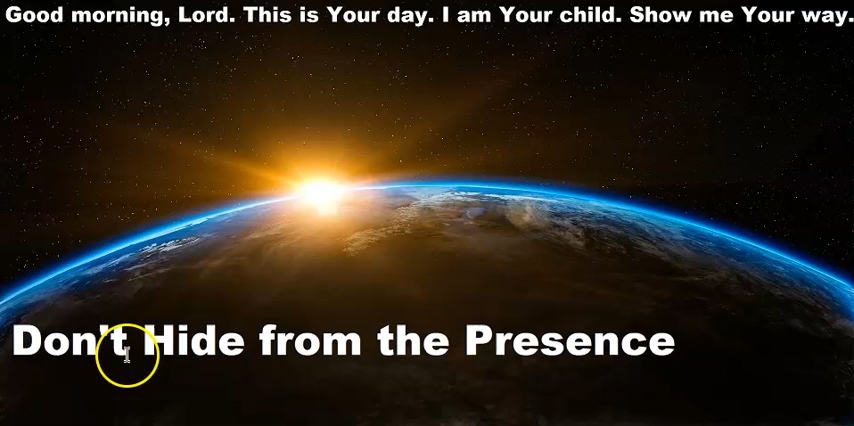 Good morning, Lord. This is Your day. I am Your child. Show me Your way.
Don't Hide from the Presence